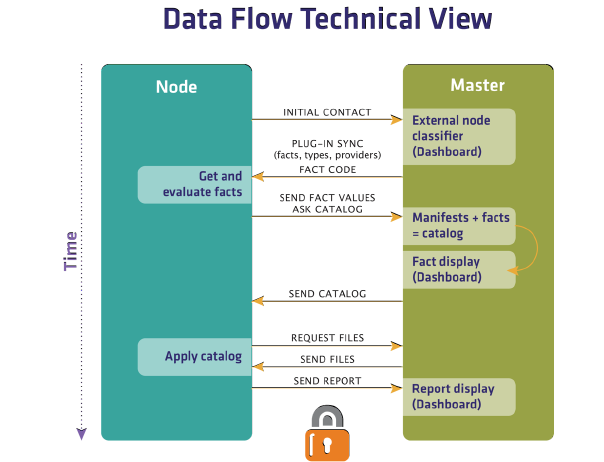 Data Flow Technical View
Node
Master
INITIAL CONTACT
External node
classifier
(Dashboard)
PLUG-IN SYNC
(facts, types, providers)
FACT CODE
Get and
evaluate facts
SEND FACT VALUES
ASK CATALOG
Manifests + facts
= catalog
Fact display
(Dashboard)
Time
SEND CATALOG
REQUEST FILES
Apply catalog
SEND FILES
SEND REPORT
Report display
(Dashboard)